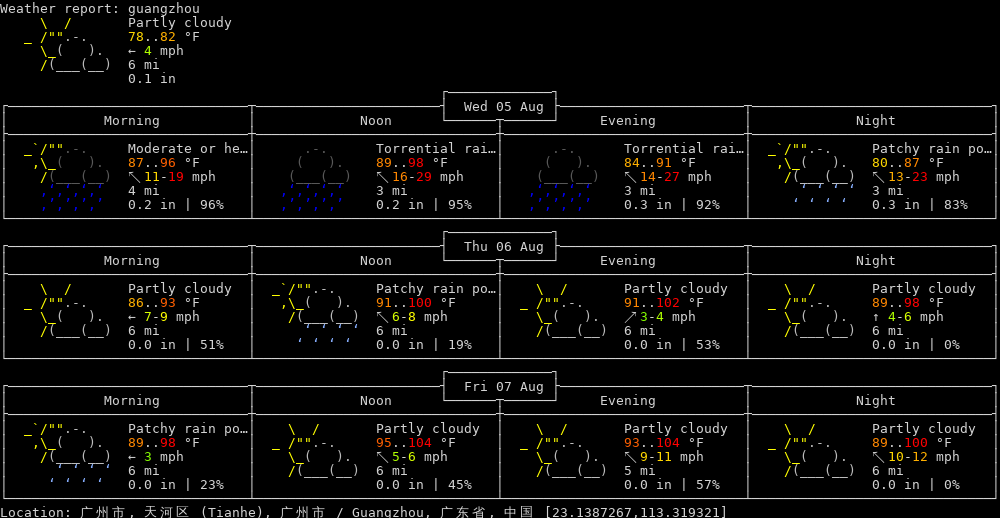 Weather report: guangzhou
Partly cloudy
78..82 °F
← 4 mph
6 mi
0.1 in
Wed 05 Aug
Morning Noon Evening Night
Moderate or he… Torrential rai… Torrential rai… Patchy rain po…
87..96 °F 89..98 °F 84..91 °F 80..87 °F
↖ 11-19 mph ↖ 16-29 mph ↖ 14-27 mph ↖ 13-23 mph
4 mi 3 mi 3 mi 3 mi
0.2 in | 96% 0.2 in | 95% 0.3 in | 92% 0.3 in | 83%
Thu 06 Aug
Morning Noon Evening Night
Partly cloudy Patchy rain po… Partly cloudy Partly cloudy
86..93 °F 91..100 °F 91..102 °F 89..98 °F
← 7-9 mph ↖ 6-8 mph ↗ 3-4 mph ↑ 4-6 mph
6 mi 6 mi 6 mi 6 mi
0.0 in | 51% 0.0 in | 19% 0.0 in | 53% 0.0 in | 0%
Fri 07 Aug
Morning Noon Evening Night
Patchy rain po… Partly cloudy Partly cloudy Partly cloudy
89..98 °F 95..104 °F 93..104 °F 89..100 °F
← 3 mph ↖ 5-6 mph ↖ 9-11 mph ↖ 10-12 mph
6 mi 6 mi 5 mi 6 mi
0.0 in | 23% 0.0 in | 45% 0.0 in | 57% 0.0 in | 0%
Location: 广州市, 天河区 (Tianhe), 广州市 / Guangzhou, 广东省, 中国 [23.1387267,113.319321]